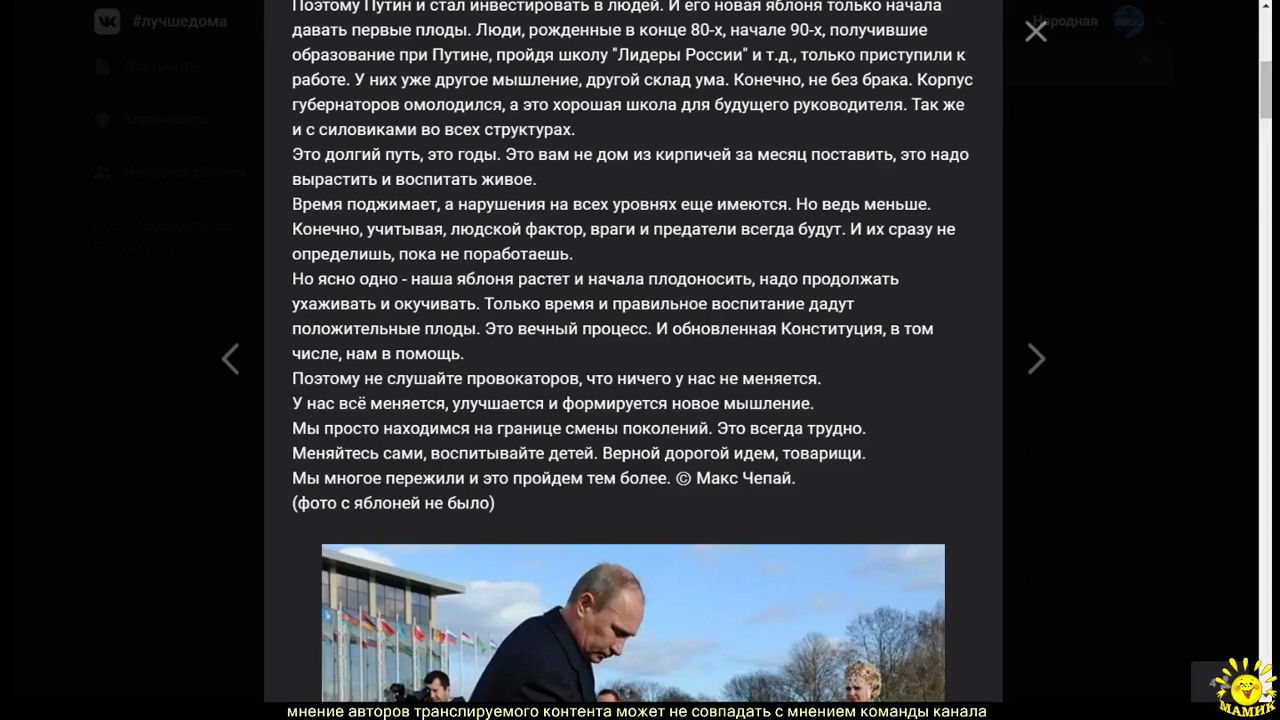 #лучшедома
Народная
Документы
Коронавирус
Народная Диплом
Поэтому Путин и стал инвестировать в людей. И его новая яблоня только начала
давать первые плоды. Люди, рожденные в конце 80-х, начале 90-х, получившие
образование при Путине, пройдя школу "Лидеры России" и т.д., только приступили к
работе. У них уже другое мышление, другой склад ума. Конечно, не без брака. Корпус
губернаторов омолодился, а это хорошая школа для будущего руководителя. Так же
и с силовиками во всех структурах.
Это долгий путь, это годы. Это вам не дом из кирпичей за месяц поставить, это надо
вырастить и воспитать живое.
Время поджимает, а нарушения на всех уровнях еще имеются. Но ведь меньше.
Конечно, учитывая, людской фактор, враги и предатели всегда будут. И их сразу не
определишь, пока не поработаешь.
Но ясно одно - наша яблоня растет и начала плодоносить, надо продолжать
ухаживать и окучивать. Только время и правильное воспитание дадут
положительные плоды. Это вечный процесс. И обновленная Конституция, в том
числе, нам в помощь.
Поэтому не слушайте провокаторов, что ничего у нас не меняется.
У нас всё меняется, улучшается и формируется новое мышление.
Мы просто находимся на границе смены поколений. Это всегда трудно.
Меняйтесь сами, воспитывайте детей. Верной дорогой идем, товарищи.
Мы многое пережили и это пройдем тем более. © Макс Чепай.
(фото с яблоней не было)
МАМИК
мнение авторов транслируемого контента может не совпадать с мнением команды канала